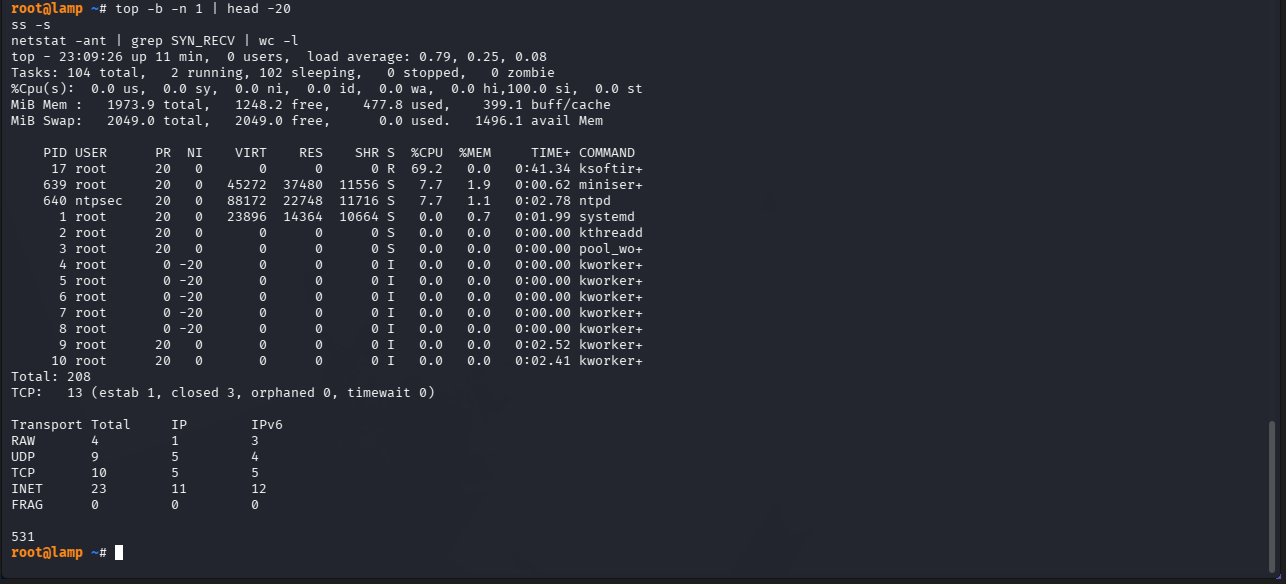 root@lamp ~# top -b -n 1 | head -20
ss -s
netstat -ant | grep SYN_RECV | wc -l
top - 23:09:26 up 11 min,  0 users,  load average: 0.79, 0.25, 0.08
Tasks: 104 total,   2 running, 102 sleeping,   0 stopped,   0 zombie
%Cpu(s):  0.0 us,  0.0 sy,  0.0 ni,  0.0 id,  0.0 wa,  0.0 hi,100.0 si,  0.0 st
MiB Mem :   1973.9 total,   1248.2 free,    477.8 used,    399.1 buff/cache
MiB Swap:   2049.0 total,   2049.0 free,      0.0 used.   1496.1 avail Mem
    PID USER      PR  NI    VIRT    RES    SHR S  %CPU  %MEM     TIME+ COMMAND
     17 root      20   0       0      0      0 R  69.2   0.0   0:41.34 ksoftir+
    639 root      20   0   45272  37480  11556 S   7.7   1.9   0:00.62 miniser+
    640 ntpsec    20   0   88172  22748  11716 S   7.7   1.1   0:02.78 ntpd
      1 root      20   0   23896  14364  10664 S   0.0   0.7   0:01.99 systemd
      2 root      20   0       0      0      0 S   0.0   0.0   0:00.00 kthreadd
      3 root      20   0       0      0      0 S   0.0   0.0   0:00.00 pool_wo+
      4 root       0 -20       0      0      0 I   0.0   0.0   0:00.00 kworker+
      5 root       0 -20       0      0      0 I   0.0   0.0   0:00.00 kworker+
      6 root       0 -20       0      0      0 I   0.0   0.0   0:00.00 kworker+
      7 root       0 -20       0      0      0 I   0.0   0.0   0:00.00 kworker+
      8 root       0 -20       0      0      0 I   0.0   0.0   0:00.00 kworker+
      9 root      20   0       0      0      0 I   0.0   0.0   0:02.52 kworker+
     10 root      20   0       0      0      0 I   0.0   0.0   0:02.41 kworker+
Total: 208
TCP:   13 (estab 1, closed 3, orphaned 0, timewait 0)
Transport Total     IP        IPv6
RAW       4         1         3
UDP       9         5         4
TCP       10        5         5
INET      23        11        12
FRAG      0         0         0
531
root@lamp ~#